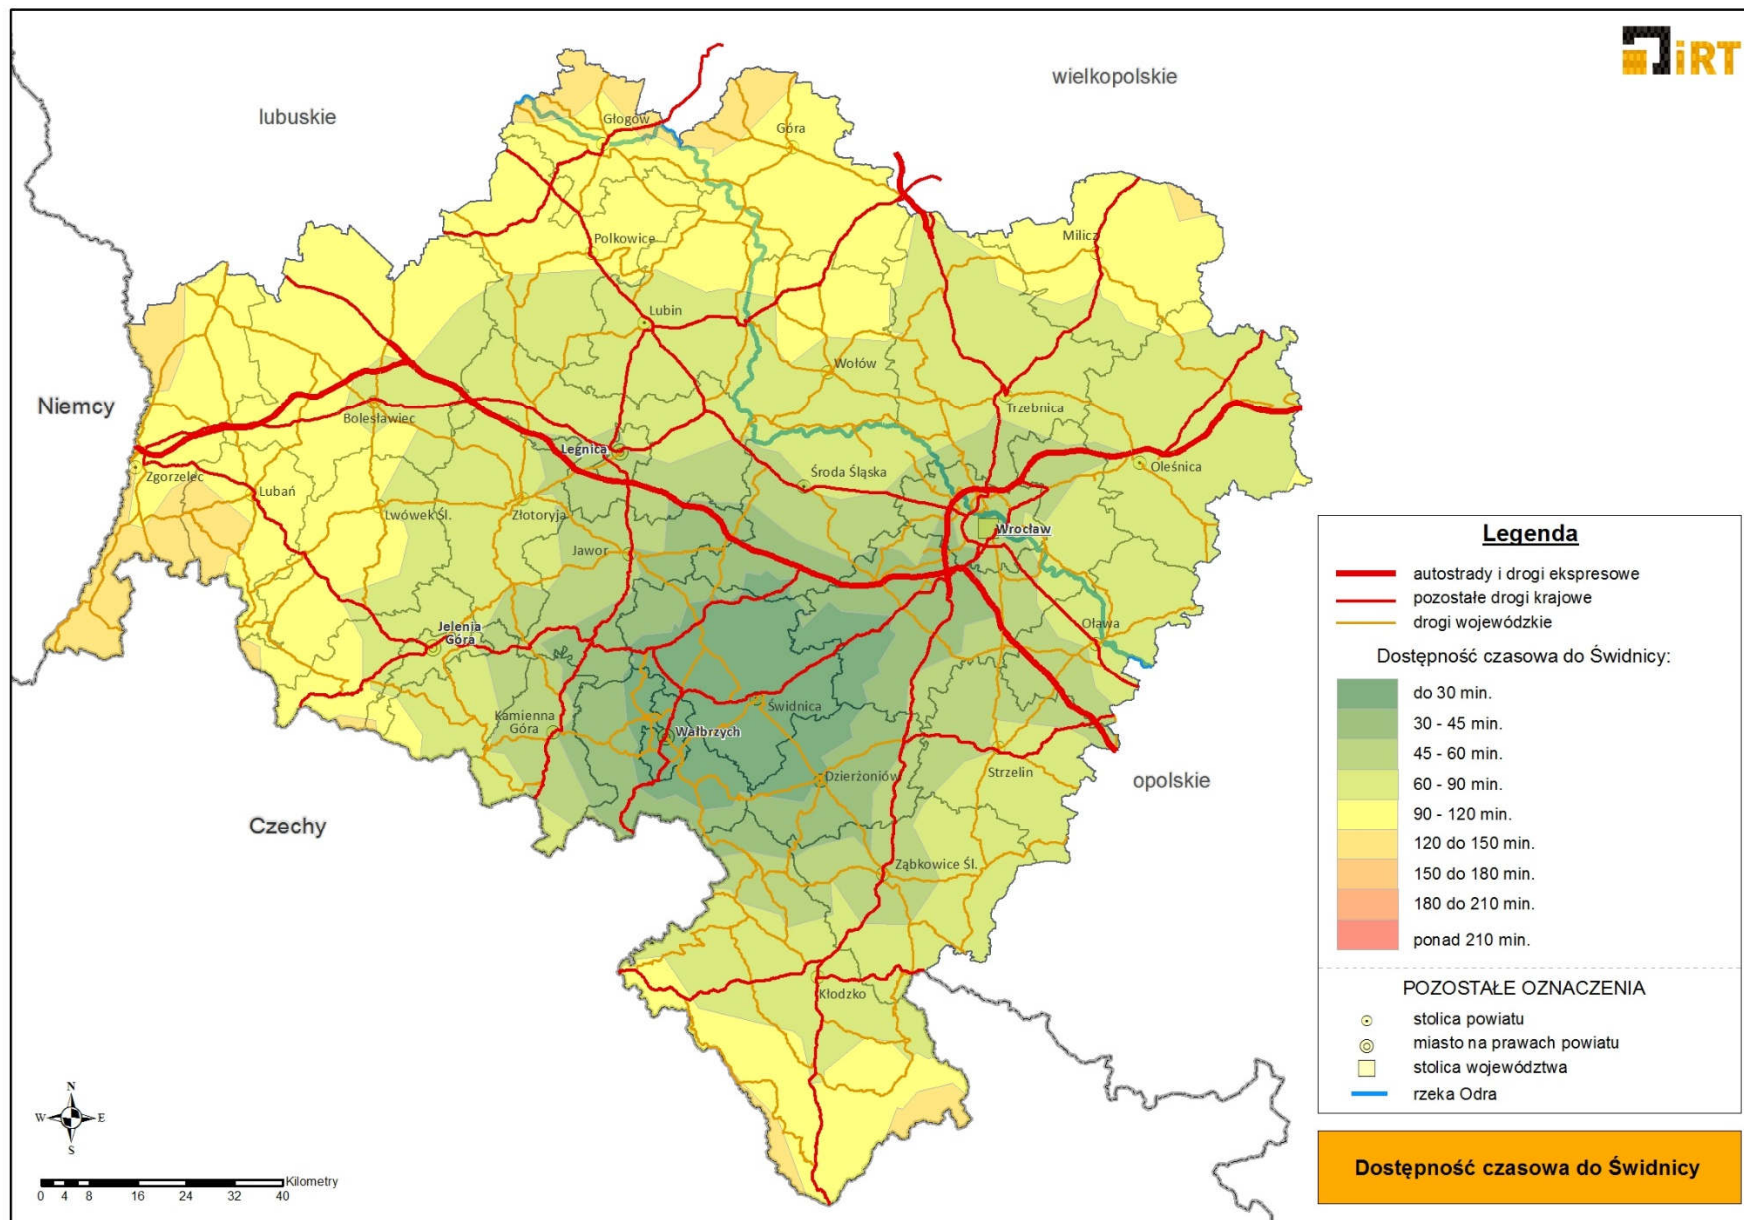 iRT
wielkopolskie
lubuskie
Głogów
Góra
Milicz
Polkowice
Lubin
Wołów
Niemcy
Trzebnica
Bolesławiec
Legnica
Środa Śląska
Oleśnica
Zgorzelec
Lubań
Lwówek Śl.
Złotoryja
Wrocław
Jawor
Jelenia
Góra
Oława
Świdnica
Kamienna
Góra
Wałbrzych
Strzelin
Dzierżoniów
opolskie
Czechy
Ząbkowice Śl.
Kłodzko
Legenda
autostrady i drogi ekspresowe
pozostałe drogi krajowe
drogi wojewódzkie
Dostępność czasowa do Świdnicy:
do 30 min.
30 - 45 min.
45 - 60 min.
60 - 90 min.
90 - 120 min.
120 do 150 min.
150 do 180 min.
180 do 210 min.
ponad 210 min.
POZOSTAŁE OZNACZENIA
stolica powiatu
miasto na prawach powiatu
stolica województwa
rzeka Odra
Dostępność czasowa do Świdnicy
N
W E
S
Kilometry
0 4 8 16 24 32 40